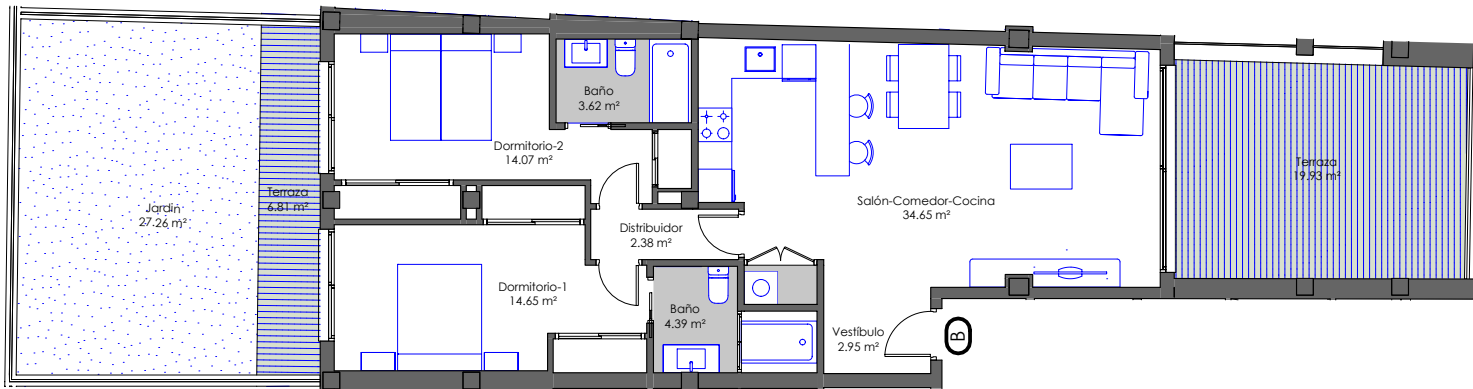 Baño
3.62 m²
Dormitorio-2
14.07 m²
Terraza
19.93 m²
Terraza
6.81 m²
Jardín
27.26 m²
Salón-Comedor-Cocina
34.65 m²
Distribuidor
2.38 m²
Dormitorio-1
14.65 m²
Baño
4.39 m²
Vestíbulo
2.95 m²
B